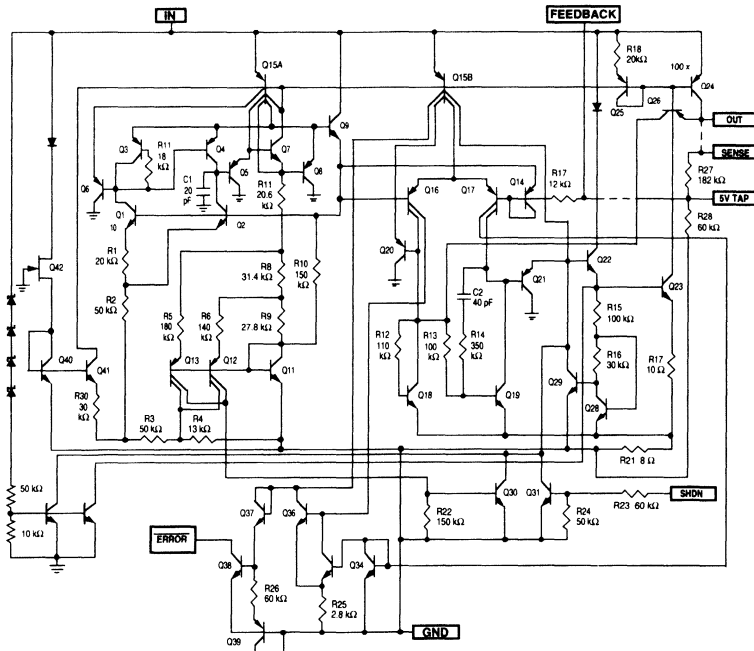 IN
FEEDBACK
R18
20kΩ
Q15A
Q15B
100 x
Q24
Q25
Q26
OUT
Q9
Q3
R11
18
kΩ
Q4
Q7
SENSE
R27
182 kΩ
Q6
Q5
Q8
C1
20
pF
R11
20.6
kΩ
Q16
Q17
Q14
R17
12 kΩ
5V TAP
Q1
10
Q2
R28
60 kΩ
R1
20 kΩ
Q20
Q42
R8
31.4 kΩ
R10
150
kΩ
Q21
Q22
Q23
R2
50 kΩ
C2
40 pF
R5
180
kΩ
R6
140
kΩ
R9
27.8 kΩ
R15
100 kΩ
R12
110
kΩ
R13
100
kΩ
R14
350
kΩ
R16
30 kΩ
R17
10 Ω
Q40
Q41
Q13
Q12
Q11
Q18
Q19
Q29
Q28
R30
30
kΩ
R3
50 kΩ
R4
13 kΩ
R21 8 Ω
50 kΩ
10 kΩ
Q37
Q36
R22
150 kΩ
Q30
Q31
R24
50 kΩ
R23 60 kΩ
SHDN
ERROR
Q38
Q34
R26
60 kΩ
R25
2.8 kΩ
Q39
GND